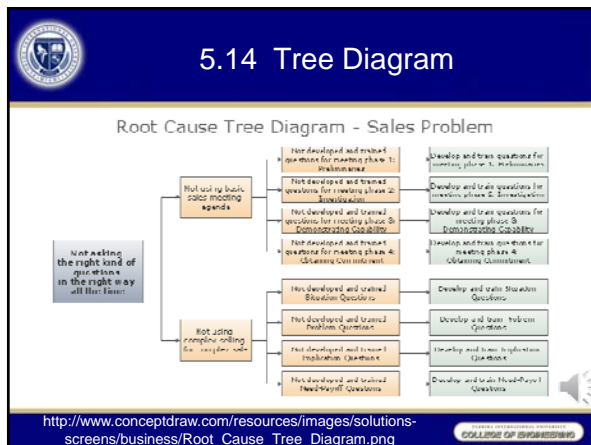 5.14 Tree Diagram
Root Cause Tree Diagram - Sales Problem
Not asking
the right kind of
questions
in the right way
all the time
Not using basic
sales meeting
agenda
Not using
complex selling
for complex sale
Not developed and trained
questions for meeting phase 1:
Preliminaries
Not developed and trained
questions for meeting phase 2:
Investigation
Not developed and trained
questions for meeting phase 3:
Demonstrating Capability
Not developed and trained
questions for meeting phase 4:
Obtaining Commitment
Not developed and trained
Situation Questions
Not developed and trained
Problem Questions
Not developed and trained
Implication Questions
Not developed and trained
Need-Payoff Questions
Develop and train questions for
meeting phase 1: Preliminaries
Develop and train questions for
meeting phase 2: Investigation
Develop and train questions for
meeting phase 3:
Demonstrating Capability
Develop and train questions for
meeting phase 4:
Obtaining Commitment
Develop and train Situation
Questions
Develop and train Problem
Questions
Develop and train Implication
Questions
Develop and train Need-Payoff
Questions
http://www.conceptdraw.com/resources/images/solutions-
screens/business/Root_Cause_Tree_Diagram.png
FLORIDA INTERNATIONAL UNIVERSITY
COLLEGE OF ENGINEERING